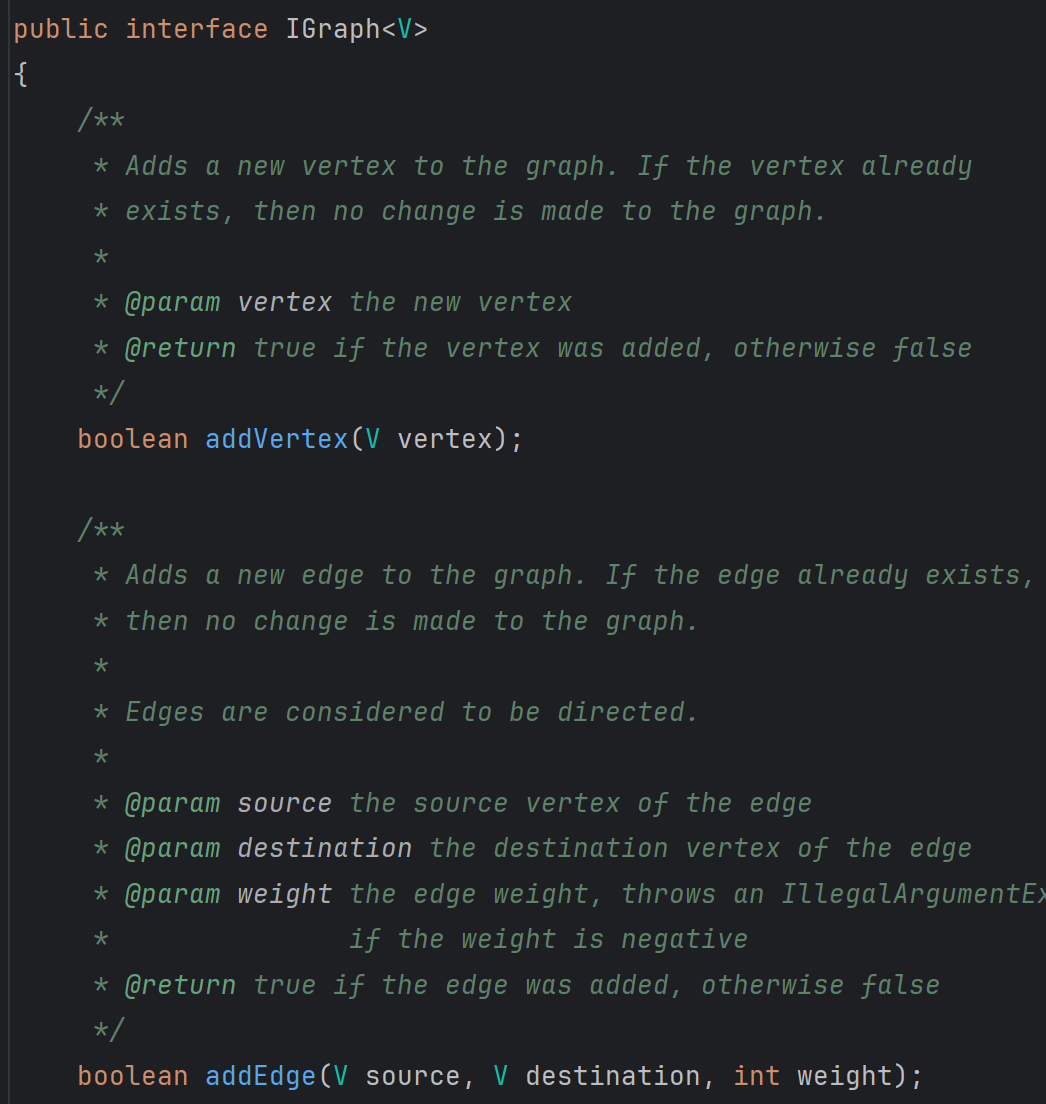 public interface IGraph<V>
{
    /**
     * Adds a new vertex to the graph. If the vertex already
     * exists, then no change is made to the graph.
     *
     * @param vertex the new vertex
     * @return true if the vertex was added, otherwise false
     */
    boolean addVertex(V vertex);

    /**
     * Adds a new edge to the graph. If the edge already exists,
     * then no change is made to the graph.
     *
     * Edges are considered to be directed.
     *
     * @param source the source vertex of the edge
     * @param destination the destination vertex of the edge
     * @param weight the edge weight, throws an IllegalArgumentEx
     *               if the weight is negative
     * @return true if the edge was added, otherwise false
     */
    boolean addEdge(V source, V destination, int weight);